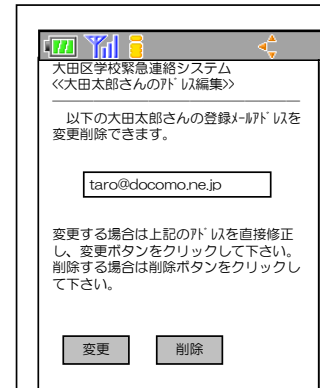 大田区学校緊急連絡システム
≪大田太郎さんのｱﾄﾞﾚｽ編集≫
以下の大田太郎さんの登録ﾒｰﾙｱﾄﾞﾚｽを
変更削除できます。
taro@docomo.ne.jp
変更する場合は上記のｱﾄﾞﾚｽを直接修正
し、変更ボタンをクリックして下さい。
削除する場合は削除ボタンをクリックし
て下さい。
変更 削除